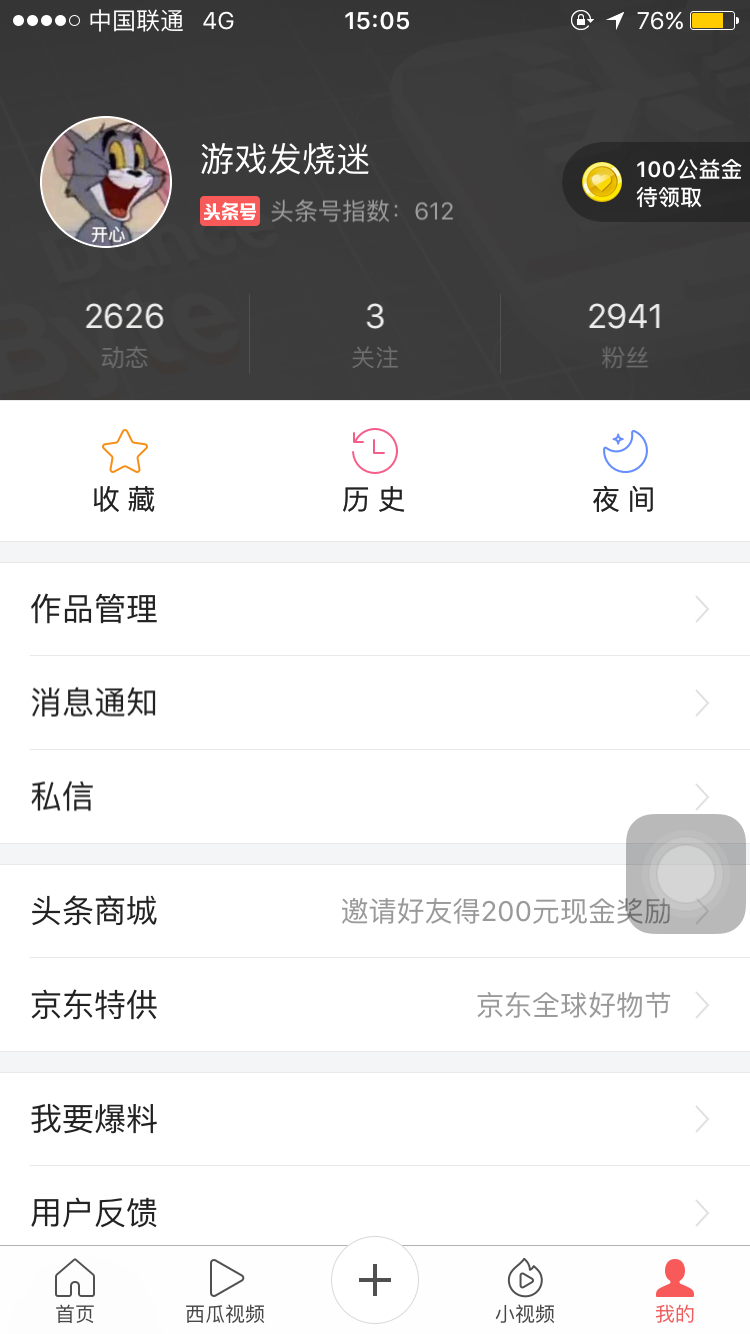 中国联通 4G 15:05 76%
游戏发烧迷
头条号 头条号指数：612
100公益金
待领取
开心
2626 3 2941
动态 关注 粉丝
收藏 历史 夜间
作品管理
消息通知
私信
头条商城 邀请好友得200元现金奖励
京东特供 京东全球好物节
我要爆料
用户反馈
首页 西瓜视频 小视频 我的